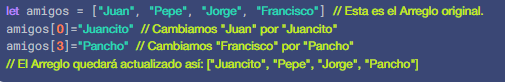 let amigos = ["Juan", "Pepe", "Jorge", "Francisco"] // Esta es el Arreglo original.
amigos[0]="Juancito" // Cambiamos "Juan" por "Juancito"
amigos[3]="Pancho" // Cambiamos "Francisco" por "Pancho"
// El Arreglo quedará actualizado así: ["Juancito", "Pepe", "Jorge", "Pancho"]